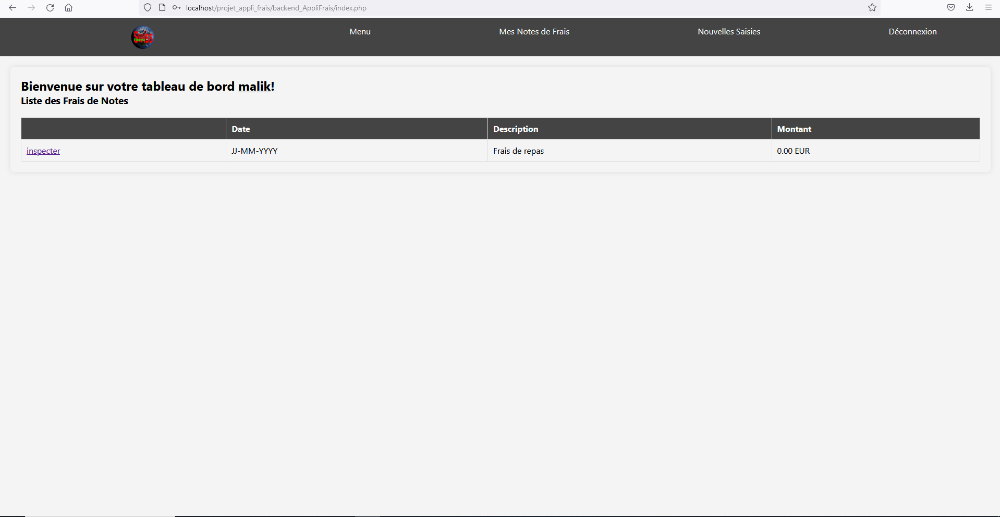 localhost/projet_appli_frais/backend_AppliFrais/index.php
Swiss
Menu Mes Notes de Frais Nouvelles Saisies Déconnexion
Bienvenue sur votre tableau de bord malik!
Liste des Frais de Notes
Date Description Montant
inspecter JJ-MM-YYYY Frais de repas 0.00 EUR